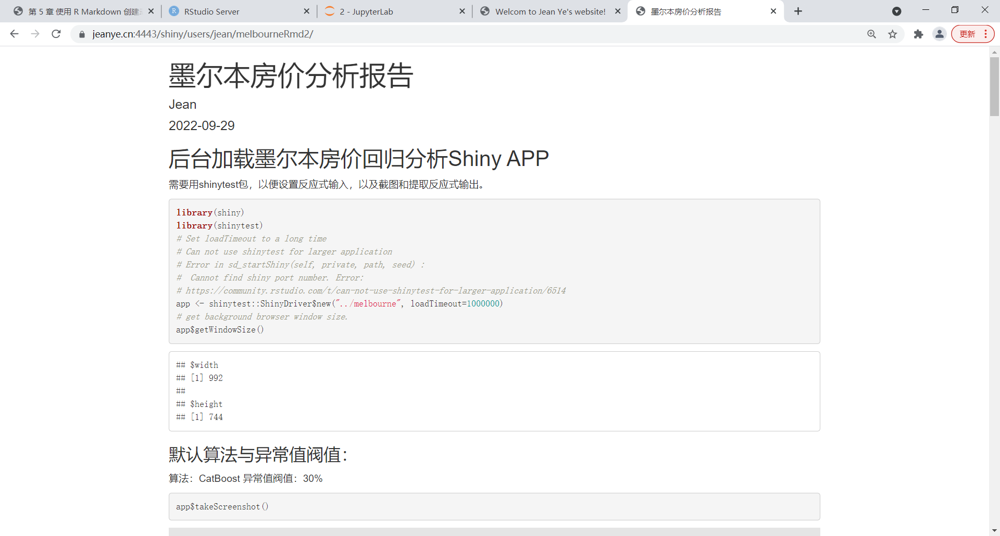 第 5 章 使用 R Markdown 创建
RStudio Server
2 - JupyterLab
Welcom to Jean Ye's website!
墨尔本房价分析报告
jeanye.cn:4443/shiny/users/jean/melbourneRmd2/
更新
墨尔本房价分析报告
Jean
2022-09-29
后台加载墨尔本房价回归分析Shiny APP
需要用shinytest包，以便设置反应式输入，以及截图和提取反应式输出。
library(shiny)
library(shinytest)
# Set loadTimeout to a long time
# Can not use shinytest for larger application
# Error in sd_startShiny(self, private, path, seed) :
#  Cannot find shiny port number. Error:
# https://community.rstudio.com/t/can-not-use-shinytest-for-larger-application/6514
app <- shinytest::ShinyDriver$new("../melbourne", loadTimeout=1000000)
# get background browser window size.
app$getWindowSize()
## $width
## [1] 992
##
## $height
## [1] 744
默认算法与异常值阀值：
算法：CatBoost 异常值阀值：30%
app$takeScreenshot()